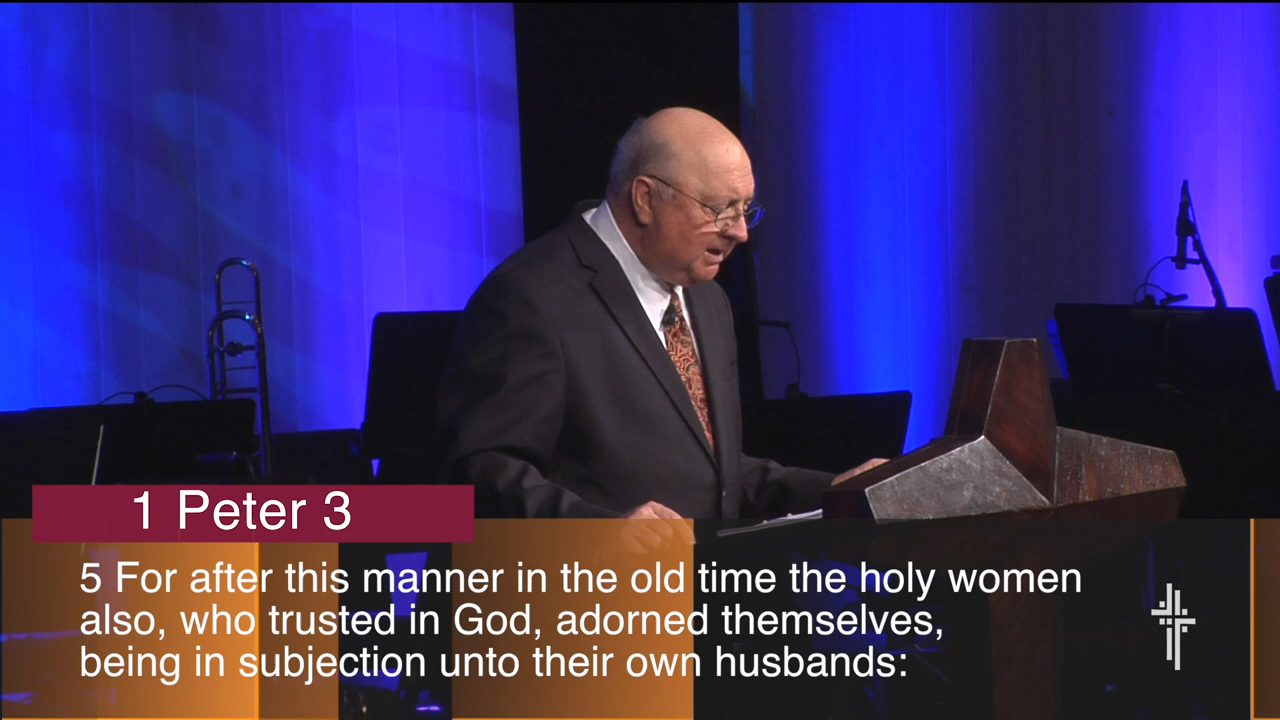 1 Peter 3
5 For after this manner in the old time the holy women
also, who trusted in God, adorned themselves,
being in subjection unto their own husbands: